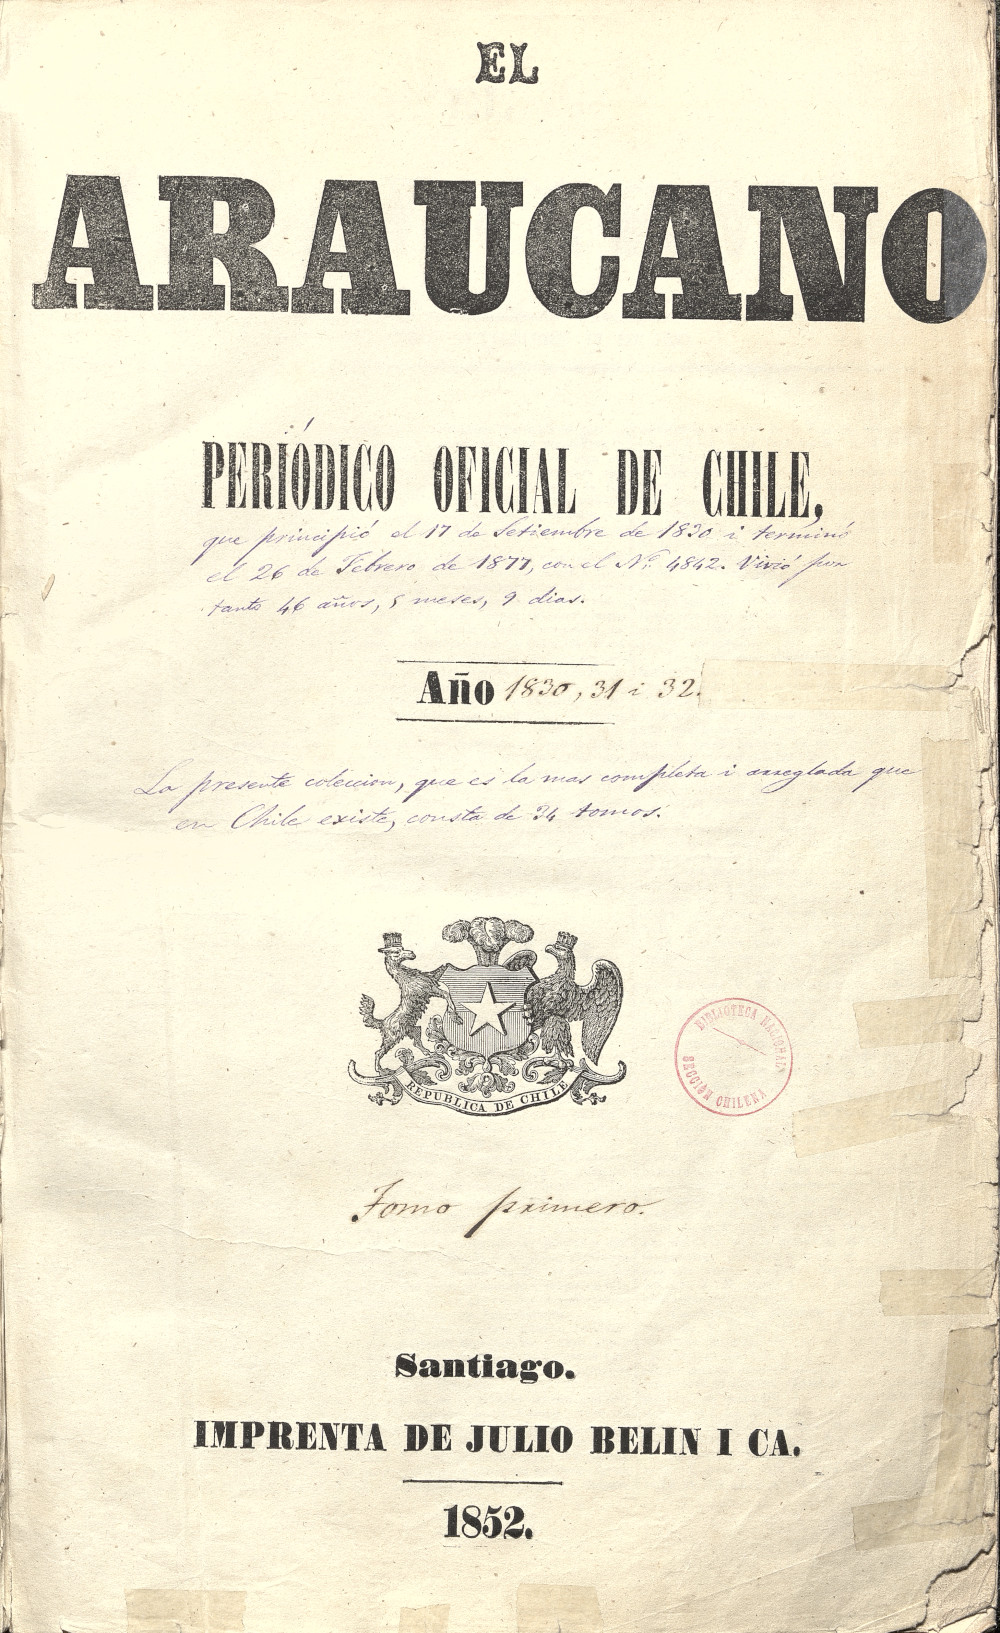 EL
ARAUCANO
PERÍODICO OFICIAL DE CHILE,
que principió el 17 de Setiembre de 1830 i terminó
el 26 de Febrero de 1877, con el N.º 4842. Vivió por
tanto 46 años, 5 meses, 9 dias.
Año 1830, 31 i 32.
La presente coleccion, que es la mas completa i arreglada que
en Chile existe, consta de 34 tomos.
REPUBLICA DE CHILE
BIBLIOTECA NACIONAL
SECCIÓN CHILENA
Tomo primero.
Santiago.
IMPRENTA DE JULIO BELIN I CA.
1852.